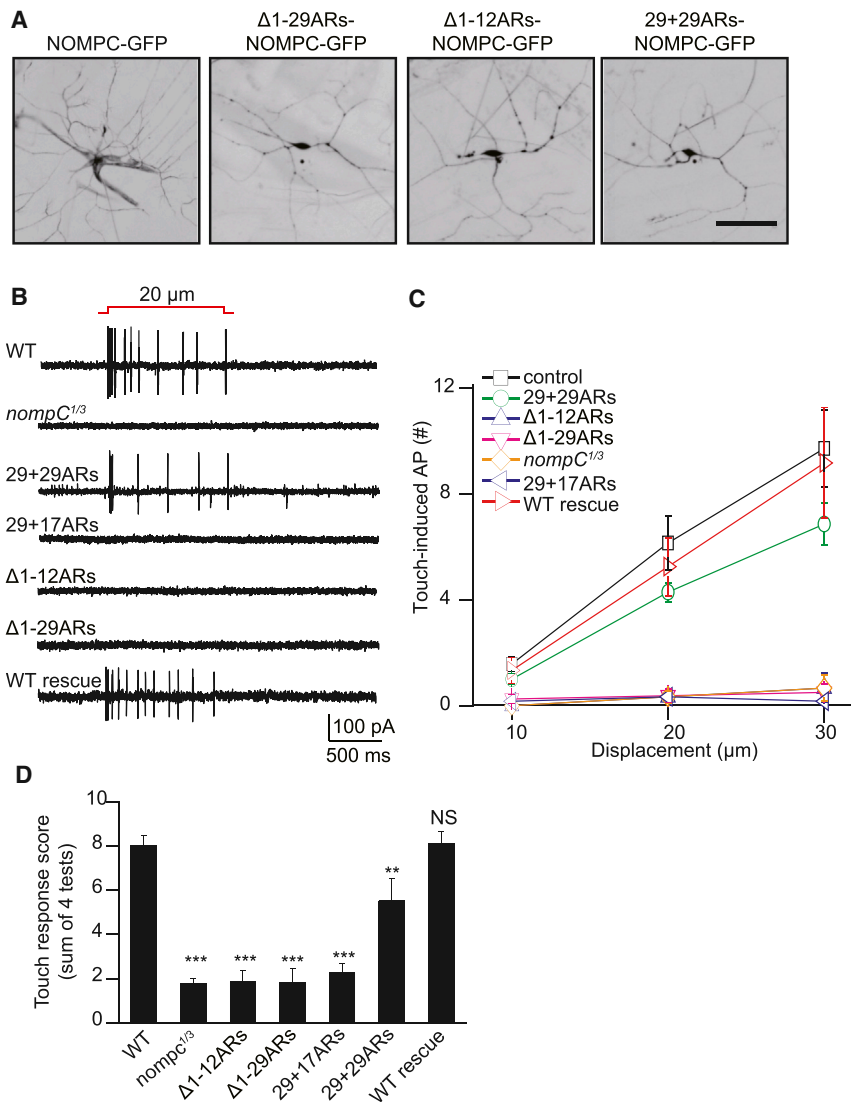 A
NOMPC-GFP
Δ1-29ARs-
NOMPC-GFP
Δ1-12ARs-
NOMPC-GFP
29+29ARs-
NOMPC-GFP
B
20 µm
WT
nompC1/3
29+29ARs
29+17ARs
Δ1-12ARs
Δ1-29ARs
WT rescue
100 pA
500 ms
C
control
29+29ARs
Δ1-12ARs
Δ1-29ARs
nompC1/3
29+17ARs
WT rescue
Touch-induced AP (#)
12
8
4
0
10
20
30
Displacement (µm)
D
Touch response score
(sum of 4 tests)
10
8
6
4
2
0
***
***
***
***
**
NS
WT
nompc1/3
Δ1-12ARs
Δ1-29ARs
29+17ARs
29+29ARs
WT rescue